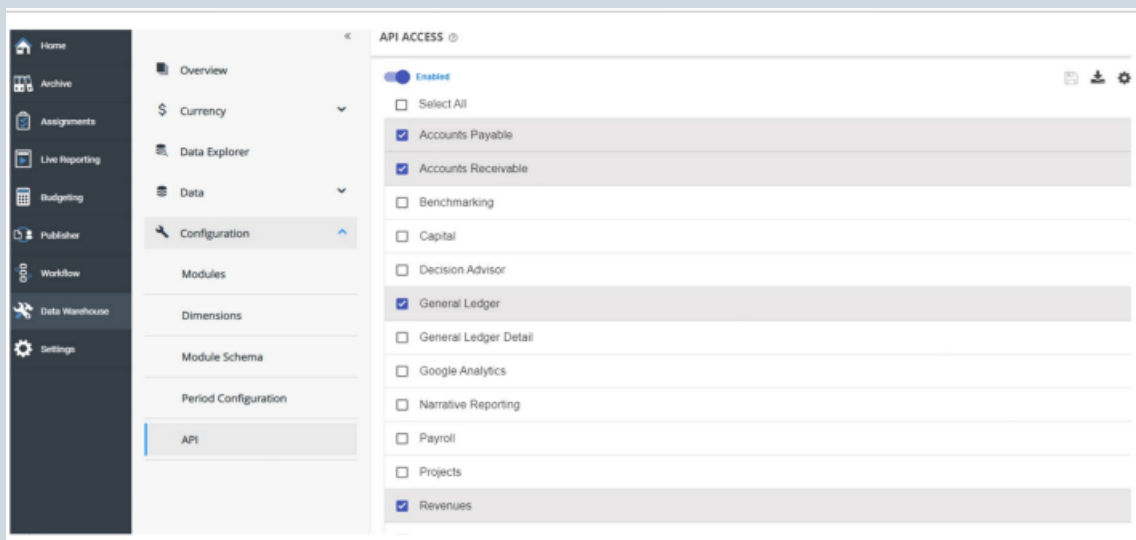 Home
Archive
Assignments
Live Reporting
Budgeting
Publisher
Workflow
Data Warehouse
Settings
«
Overview
$ Currency
Data Explorer
Data
Configuration
Modules
Dimensions
Module Schema
Period Configuration
API
API ACCESS
Enabled
Select All
Accounts Payable
Accounts Receivable
Benchmarking
Capital
Decision Advisor
General Ledger
General Ledger Detail
Google Analytics
Narrative Reporting
Payroll
Projects
Revenues